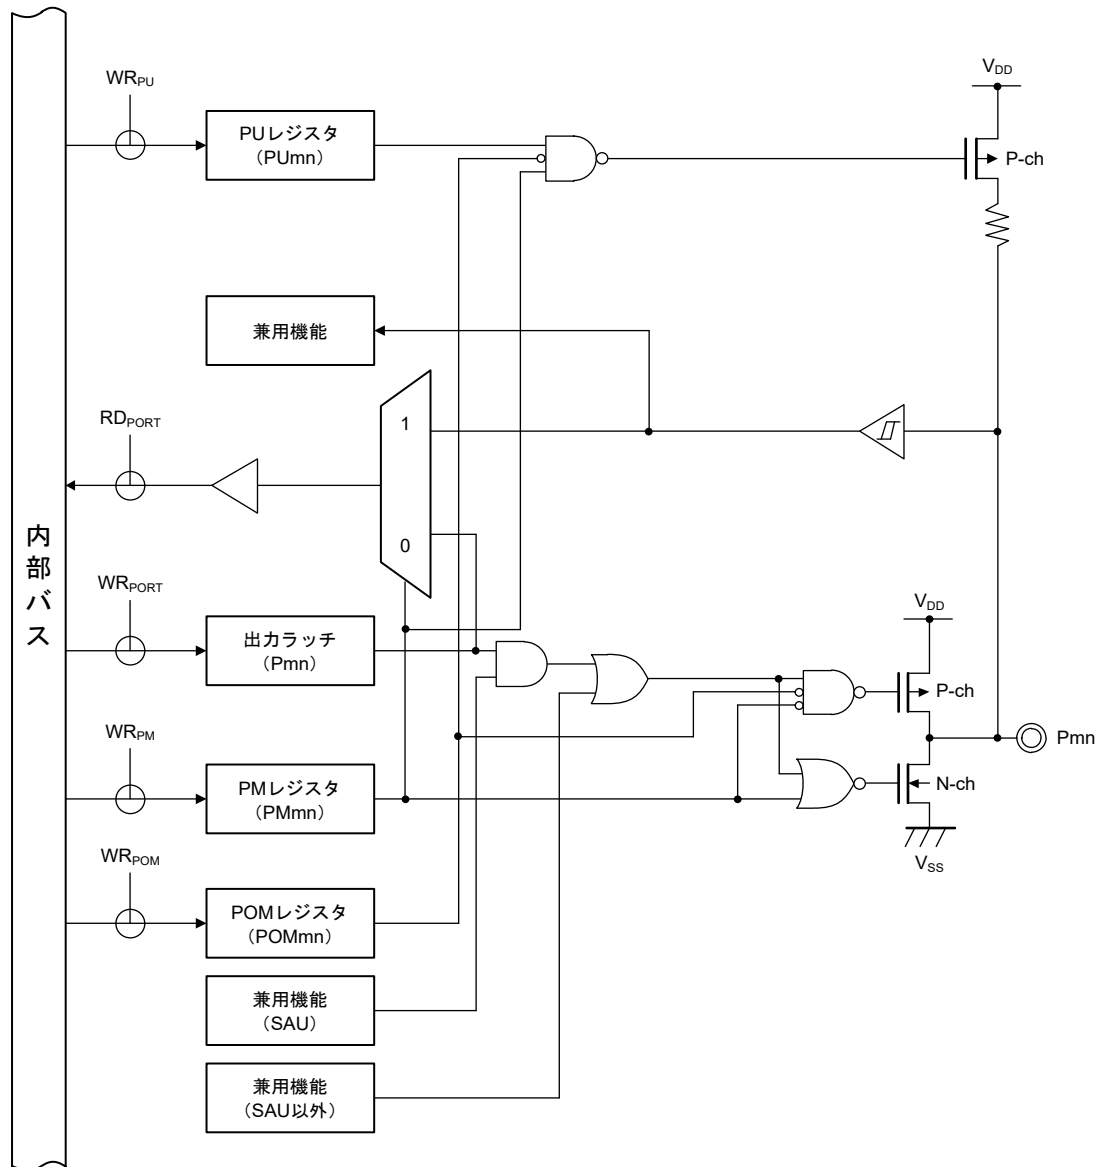 WRPU
VDD
PUレジスタ
（PUmn）
P-ch
兼用機能
RDPORT
1
0
内部バス
WRPORT
出力ラッチ
（Pmn）
VDD
P-ch
Pmn
WRPM
PMレジスタ
（PMmn）
N-ch
VSS
WRPOM
POMレジスタ
（POMmn）
兼用機能
（SAU）
兼用機能
（SAU以外）